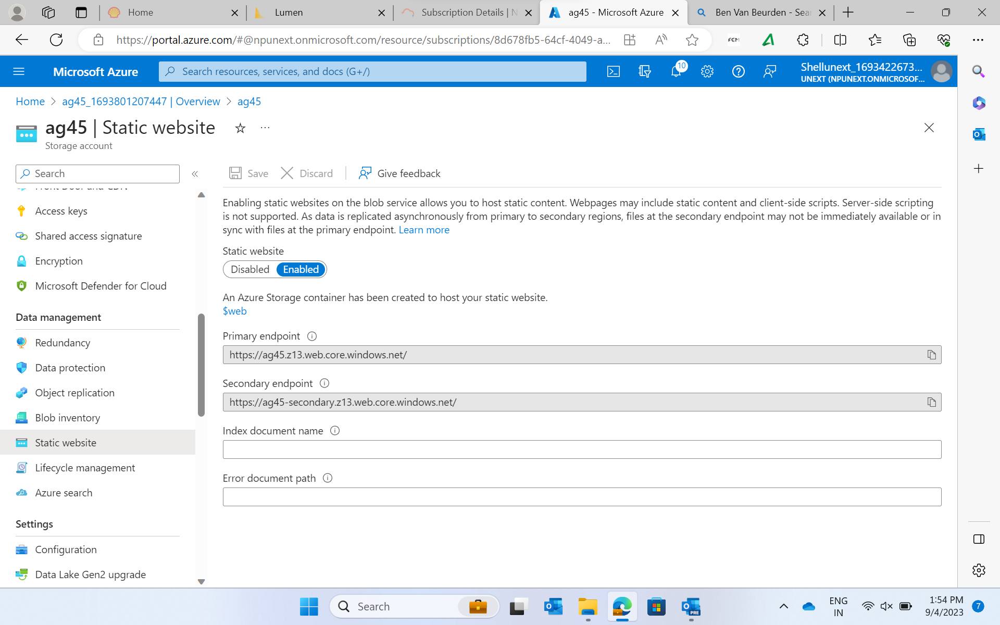 Home
Lumen
Subscription Details | N
ag45 - Microsoft Azure
Ben Van Beurden - Sea
https://portal.azure.com/#@npunext.onmicrosoft.com/resource/subscriptions/8d678fb5-64cf-4049-a...
FCM
Microsoft Azure
Search resources, services, and docs (G+/)
10
Shellunext_1693422673...
UNEXT (NPUNEXT.ONMICROSOF...
Home > ag45_1693801207447 | Overview > ag45
ag45 | Static website
Storage account
Search
Front Door and CDN
Access keys
Shared access signature
Encryption
Microsoft Defender for Cloud
Data management
Redundancy
Data protection
Object replication
Blob inventory
Static website
Lifecycle management
Azure search
Settings
Configuration
Data Lake Gen2 upgrade
Save
Discard
Give feedback
Enabling static websites on the blob service allows you to host static content. Webpages may include static content and client-side scripts. Server-side scripting
is not supported. As data is replicated asynchronously from primary to secondary regions, files at the secondary endpoint may not be immediately available or in
sync with files at the primary endpoint. Learn more
Static website
Disabled Enabled
An Azure Storage container has been created to host your static website.
$web
Primary endpoint
https://ag45.z13.web.core.windows.net/
Secondary endpoint
https://ag45-secondary.z13.web.core.windows.net/
Index document name
Error document path
Search
PRE
ENG
IN
1:54 PM
9/4/2023
7